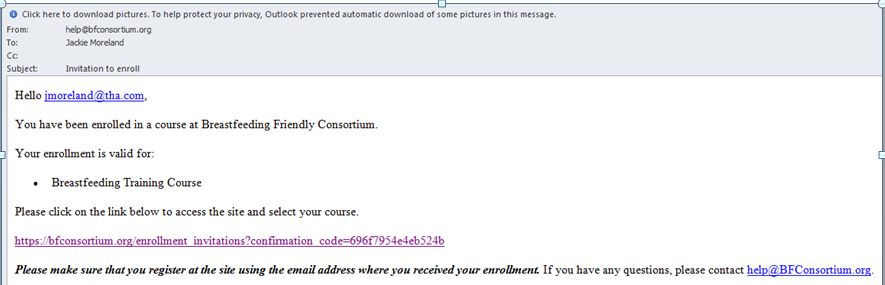 Click here to download pictures. To help protect your privacy, Outlook prevented automatic download of some pictures in this message.
From: help@bfconsortium.org
To: Jackie Moreland
Cc:
Subject: Invitation to enroll
Hello jmoreland@tha.com,
You have been enrolled in a course at Breastfeeding Friendly Consortium.
Your enrollment is valid for:
• Breastfeeding Training Course
Please click on the link below to access the site and select your course.
https://bfconsortium.org/enrollment_invitations?confirmation_code=696f7954e4eb524b
Please make sure that you register at the site using the email address where you received your enrollment. If you have any questions, please contact help@BFConsortium.org.